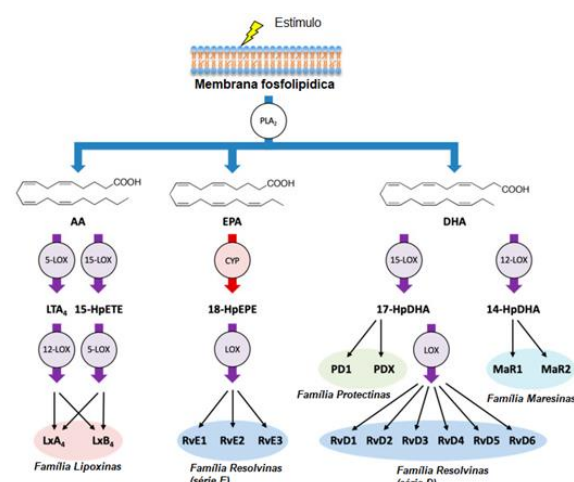 Estímulo
Membrana fosfolipídica
PLA₂
COOH COOH COOH
AA EPA DHA
5-LOX 15-LOX CYP 15-LOX 12-LOX
LTA₄ 15-HpETE 18-HpEPE 17-HpDHA 14-HpDHA
12-LOX 5-LOX LOX LOX
PD1 PDX MaR1 MaR2
Família Protectinas Família Maresinas
LxA₄ LxB₄ RvE1 RvE2 RvE3 RvD1 RvD2 RvD3 RvD4 RvD5 RvD6
Família Lipoxinas Família Resolvinas Família Resolvinas
(série E) (série D)